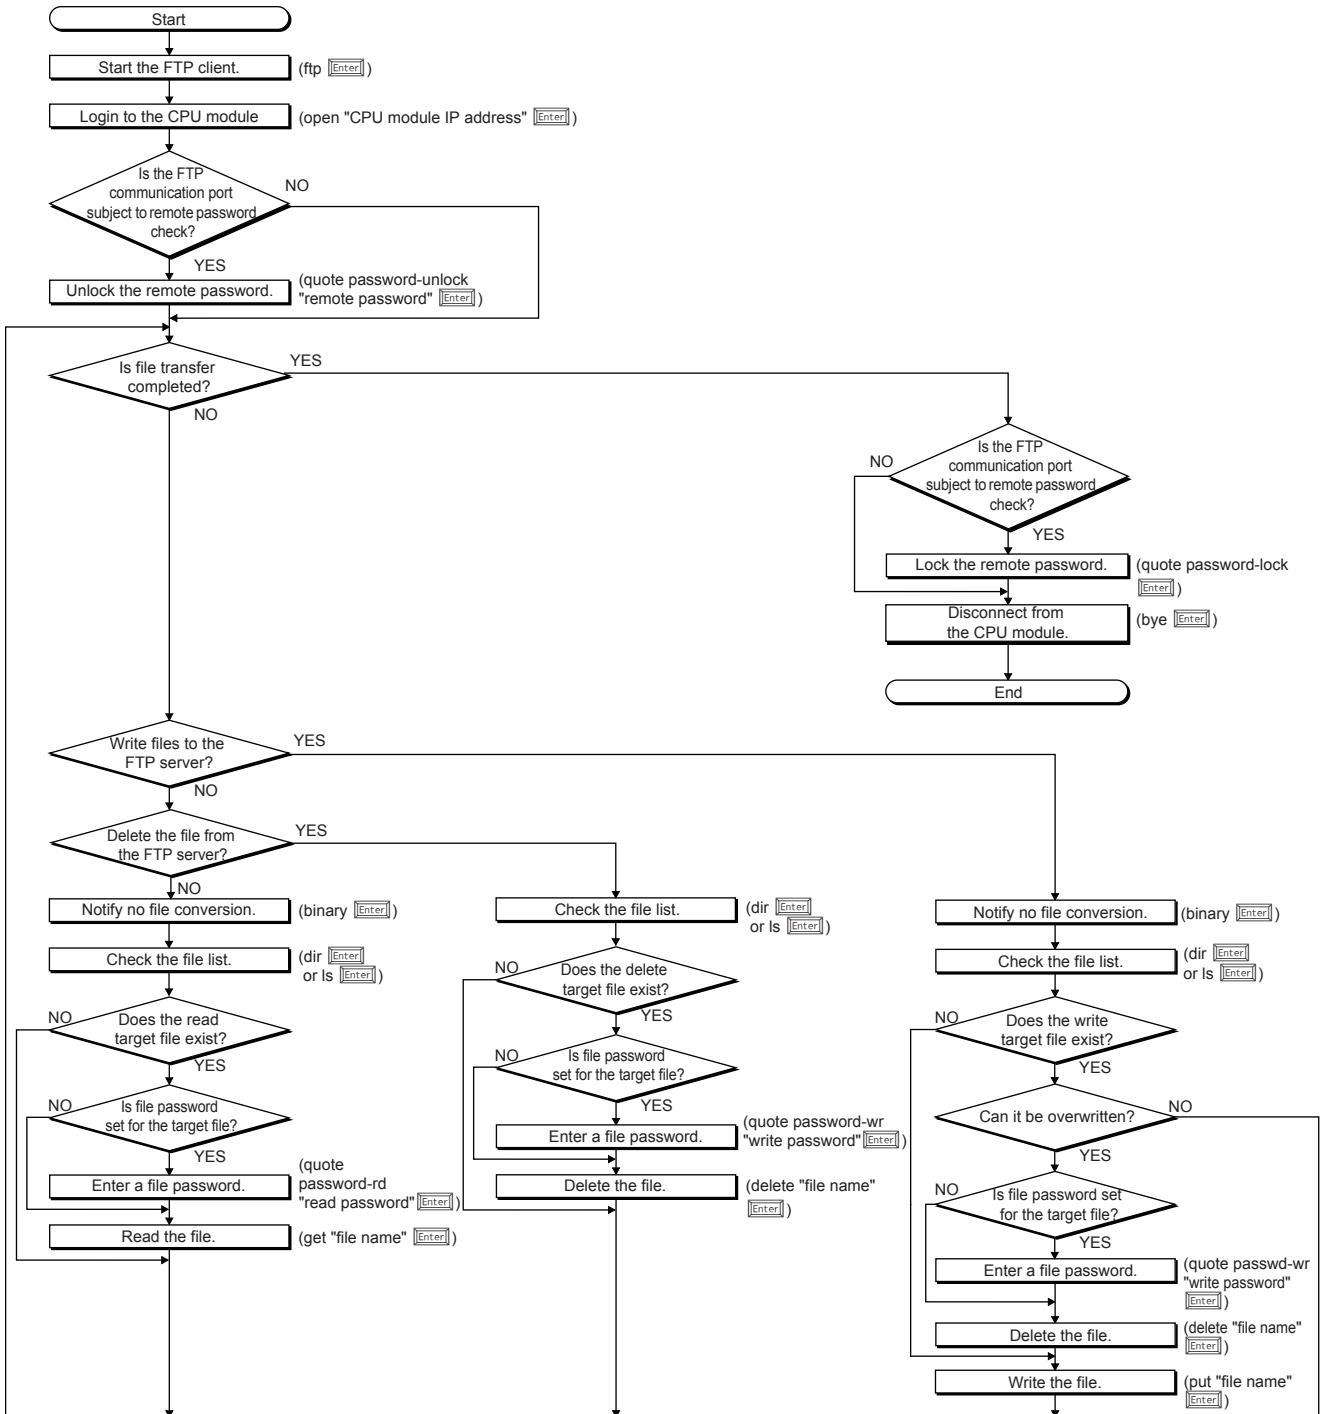 Start
Start the FTP client.
(ftp Enter)
Login to the CPU module
(open "CPU module IP address" Enter)
Is the FTP
communication port
subject to remote password
check?
NO
YES
Unlock the remote password.
(quote password-unlock
"remote password" Enter)
Is file transfer
completed?
YES
NO
Is the FTP
communication port
subject to remote password
check?
NO
YES
Lock the remote password.
(quote password-lock
Enter)
Disconnect from
the CPU module.
(bye Enter)
End
Write files to the
FTP server?
YES
NO
Delete the file from
the FTP server?
YES
NO
Notify no file conversion.
(binary Enter)
Check the file list.
(dir Enter
or ls Enter)
Does the read
target file exist?
NO
YES
Is file password
set for the target file?
NO
YES
Enter a file password.
(quote
password-rd
"read password" Enter)
Read the file.
(get "file name" Enter)
Check the file list.
(dir Enter
or ls Enter)
Does the delete
target file exist?
NO
YES
Is file password
set for the target file?
NO
YES
Enter a file password.
(quote password-wr
"write password" Enter)
Delete the file.
(delete "file name"
Enter)
Notify no file conversion.
(binary Enter)
Check the file list.
(dir Enter
or ls Enter)
Does the write
target file exist?
NO
YES
Can it be overwritten?
NO
YES
Is file password set
for the target file?
NO
YES
Enter a file password.
(quote passwd-wr
"write password"
Enter)
Delete the file.
(delete "file name"
Enter)
Write the file.
(put "file name"
Enter)